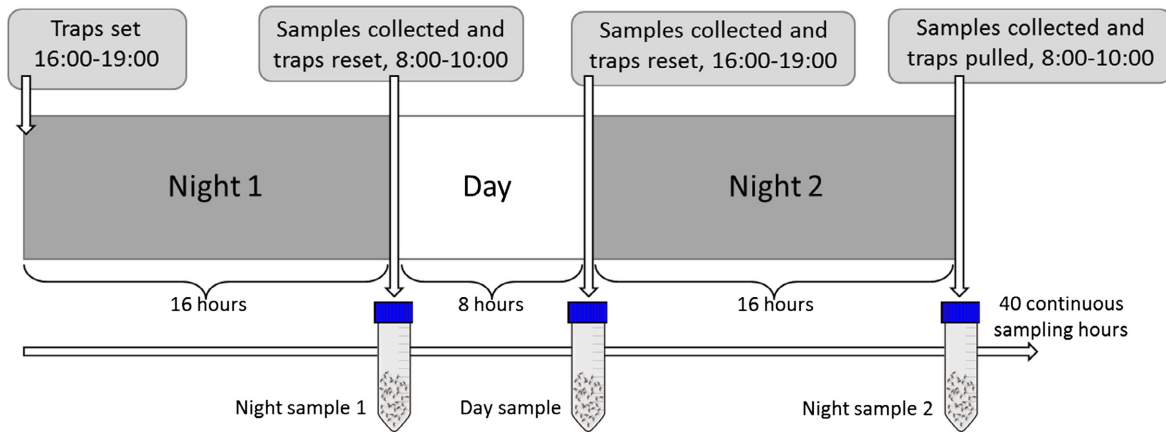 Traps set
16:00-19:00
Samples collected and
traps reset, 8:00-10:00
Samples collected and
traps reset, 16:00-19:00
Samples collected and
traps pulled, 8:00-10:00
Night 1
Day
Night 2
16 hours
8 hours
16 hours
40 continuous
sampling hours
Night sample 1
Day sample
Night sample 2